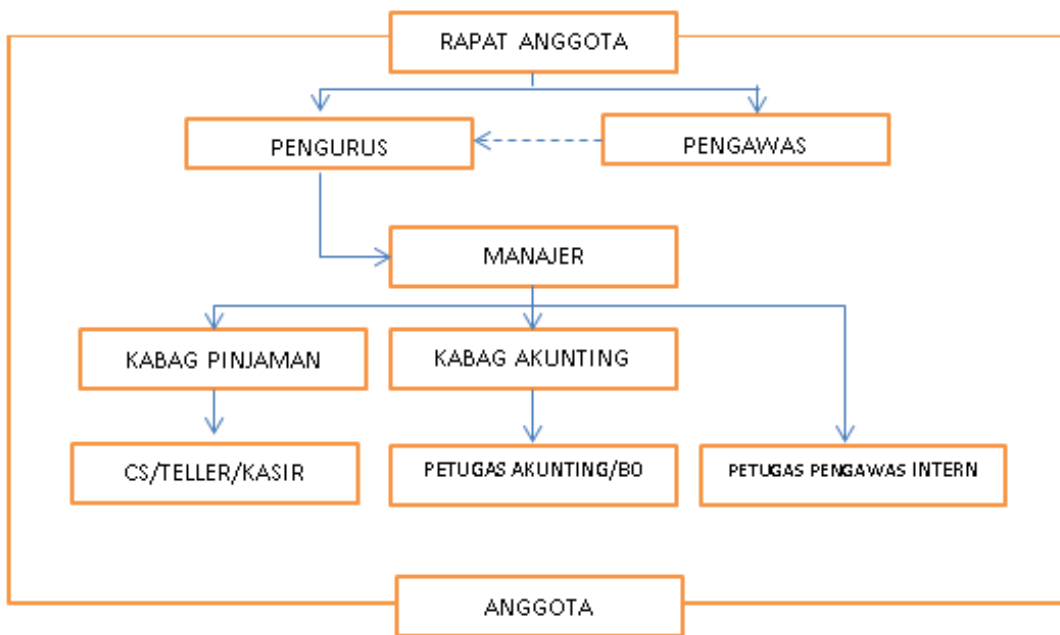 RAPAT ANGGOTA
PENGURUS
PENGAWAS
MANAJER
KABAG PINJAMAN
KABAG AKUNTING
CS/TELLER/KASIR
PETUGAS AKUNTING/BO
PETUGAS PENGAWAS INTERN
ANGGOTA